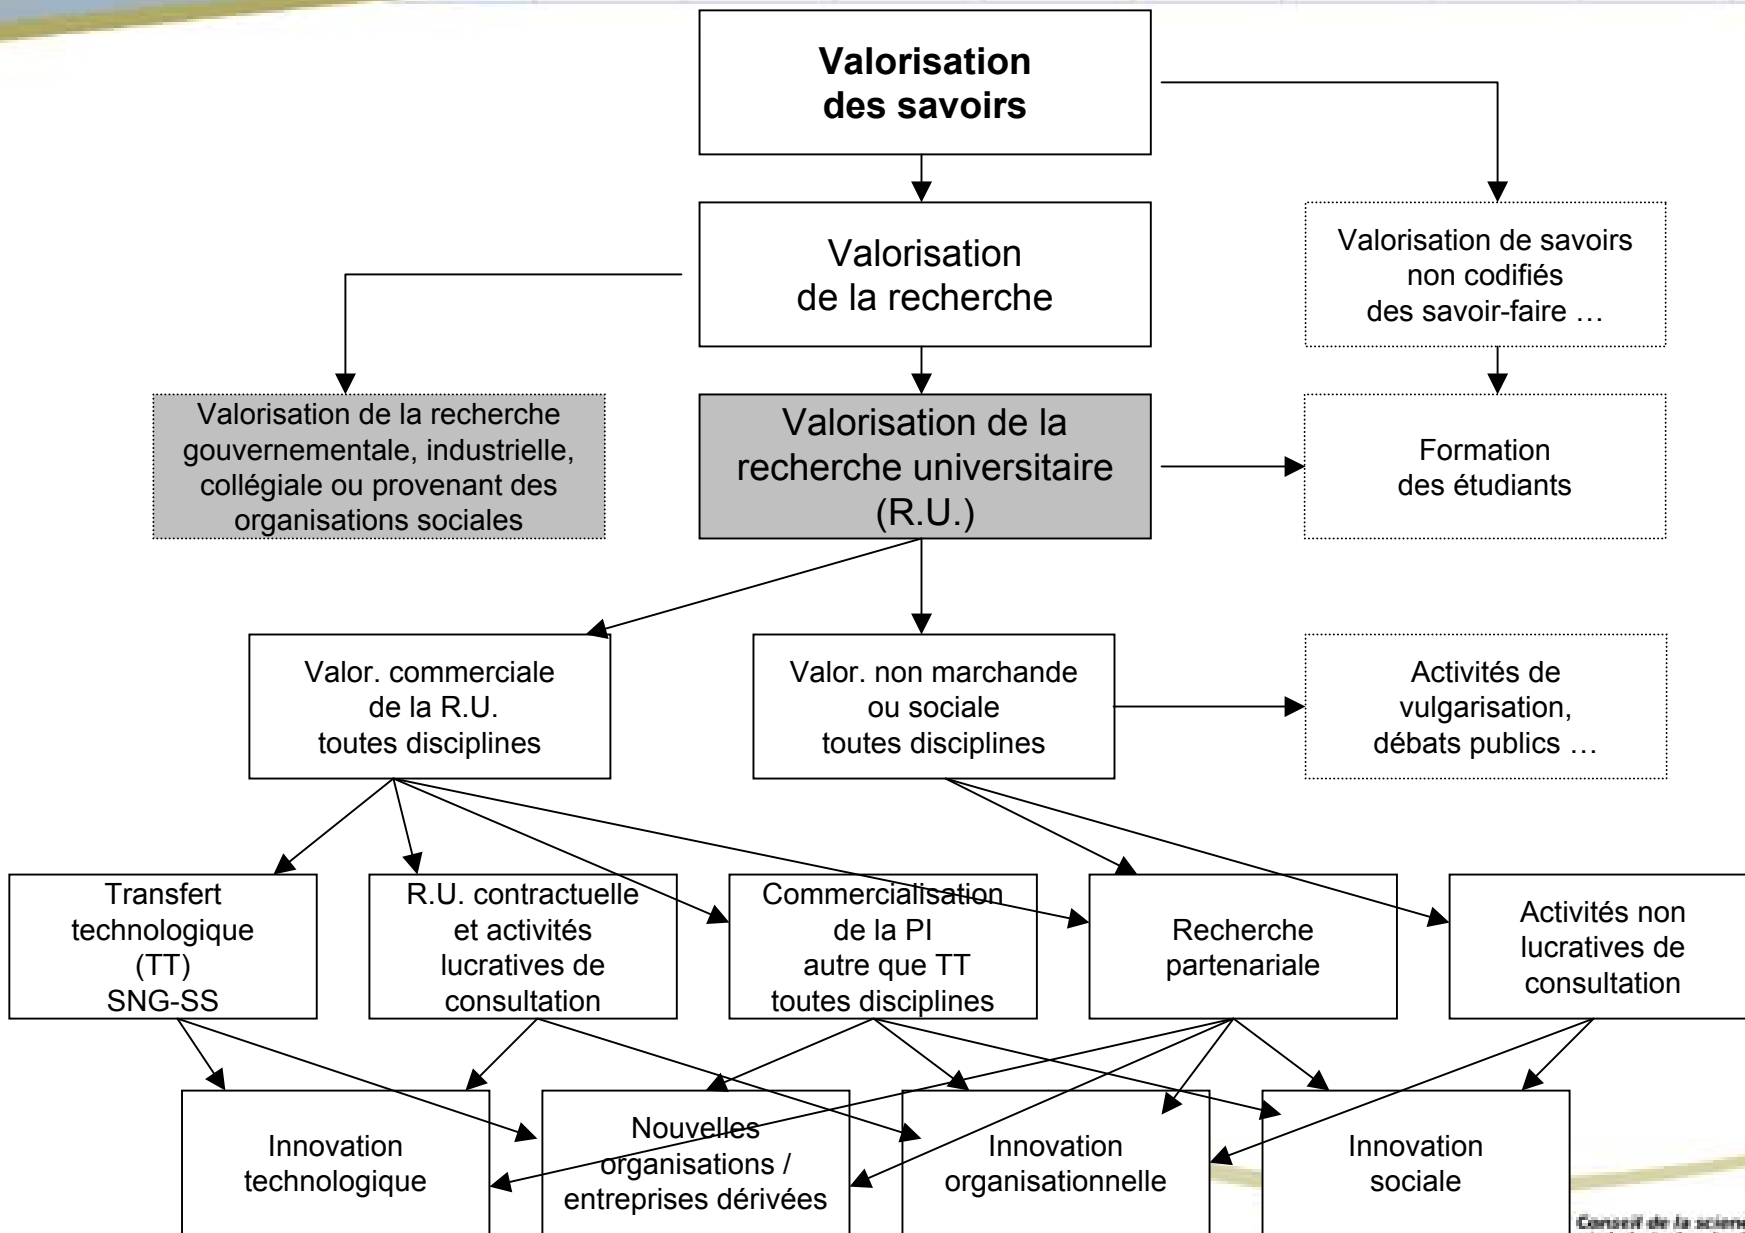 Valorisation
des savoirs
Valorisation
de la recherche
Valorisation de savoirs
non codifiés
des savoir-faire …
Valorisation de la recherche
gouvernementale, industrielle,
collégiale ou provenant des
organisations sociales
Valorisation de la
recherche universitaire
(R.U.)
Formation
des étudiants
Valor. commerciale
de la R.U.
toutes disciplines
Valor. non marchande
ou sociale
toutes disciplines
Activités de
vulgarisation,
débats publics …
Transfert
technologique
(TT)
SNG-SS
R.U. contractuelle
et activités
lucratives de
consultation
Commercialisation
de la PI
autre que TT
toutes disciplines
Recherche
partenariale
Activités non
lucratives de
consultation
Innovation
technologique
Nouvelles
organisations /
entreprises dérivées
Innovation
organisationnelle
Innovation
sociale
Conseil de la scien